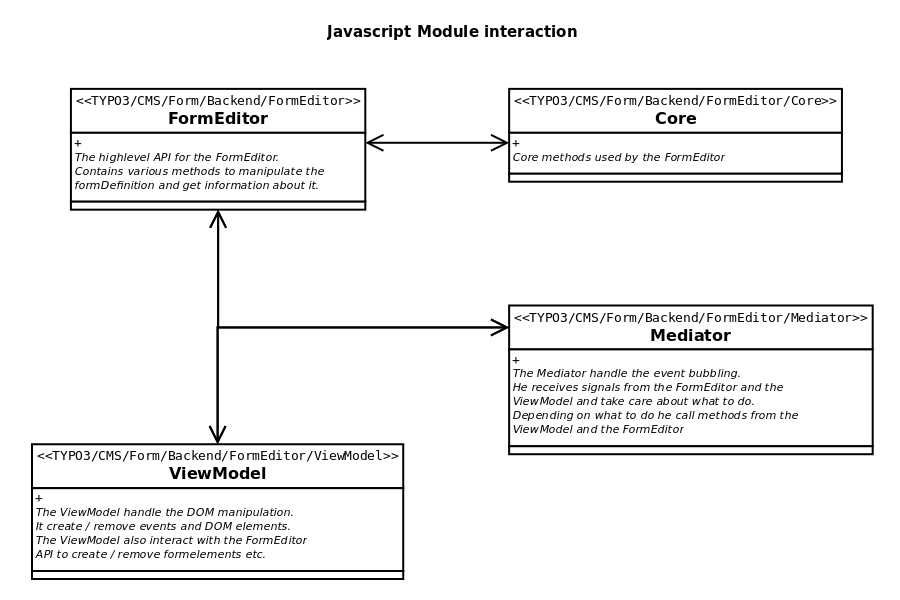 Javascript Module interaction
<<TYPO3/CMS/Form/Backend/FormEditor>>
FormEditor
+
The highlevel API for the FormEditor.
Contains various methods to manipulate the
formDefinition and get information about it.
<<TYPO3/CMS/Form/Backend/FormEditor/Core>>
Core
+
Core methods used by the FormEditor
<<TYPO3/CMS/Form/Backend/FormEditor/Mediator>>
Mediator
+
The Mediator handle the event bubbling.
He receives signals from the FormEditor and the
ViewModel and take care about what to do.
Depending on what to do he call methods from the
ViewModel and the FormEditor
<<TYPO3/CMS/Form/Backend/FormEditor/ViewModel>>
ViewModel
+
The ViewModel handle the DOM manipulation.
It create / remove events and DOM elements.
The ViewModel also interact with the FormEditor
API to create / remove formelements etc.